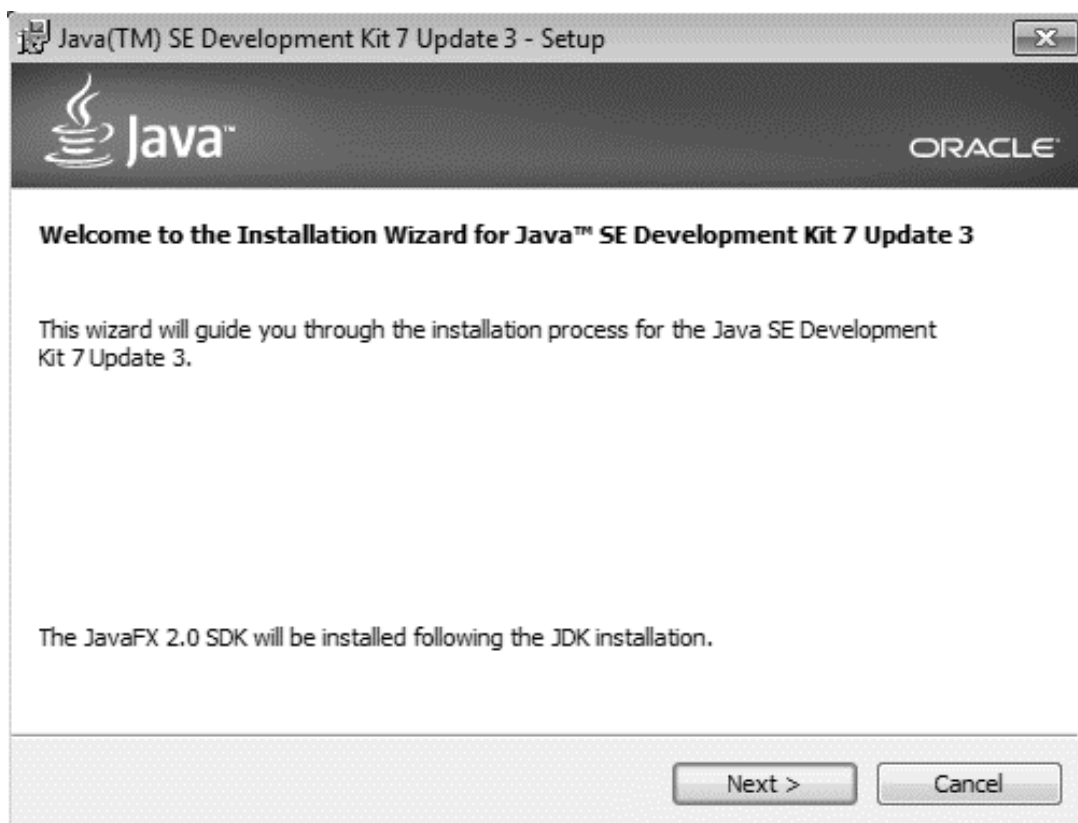 Java(TM) SE Development Kit 7 Update 3 - Setup
Java™
ORACLE
Welcome to the Installation Wizard for Java™ SE Development Kit 7 Update 3
This wizard will guide you through the installation process for the Java SE Development
Kit 7 Update 3.
The JavaFX 2.0 SDK will be installed following the JDK installation.
Next >
Cancel